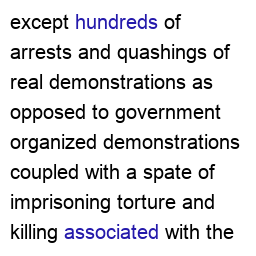 except hundreds of
arrests and quashings of
real demonstrations as
opposed to government
organized demonstrations
coupled with a spate of
imprisoning torture and
killing associated with the